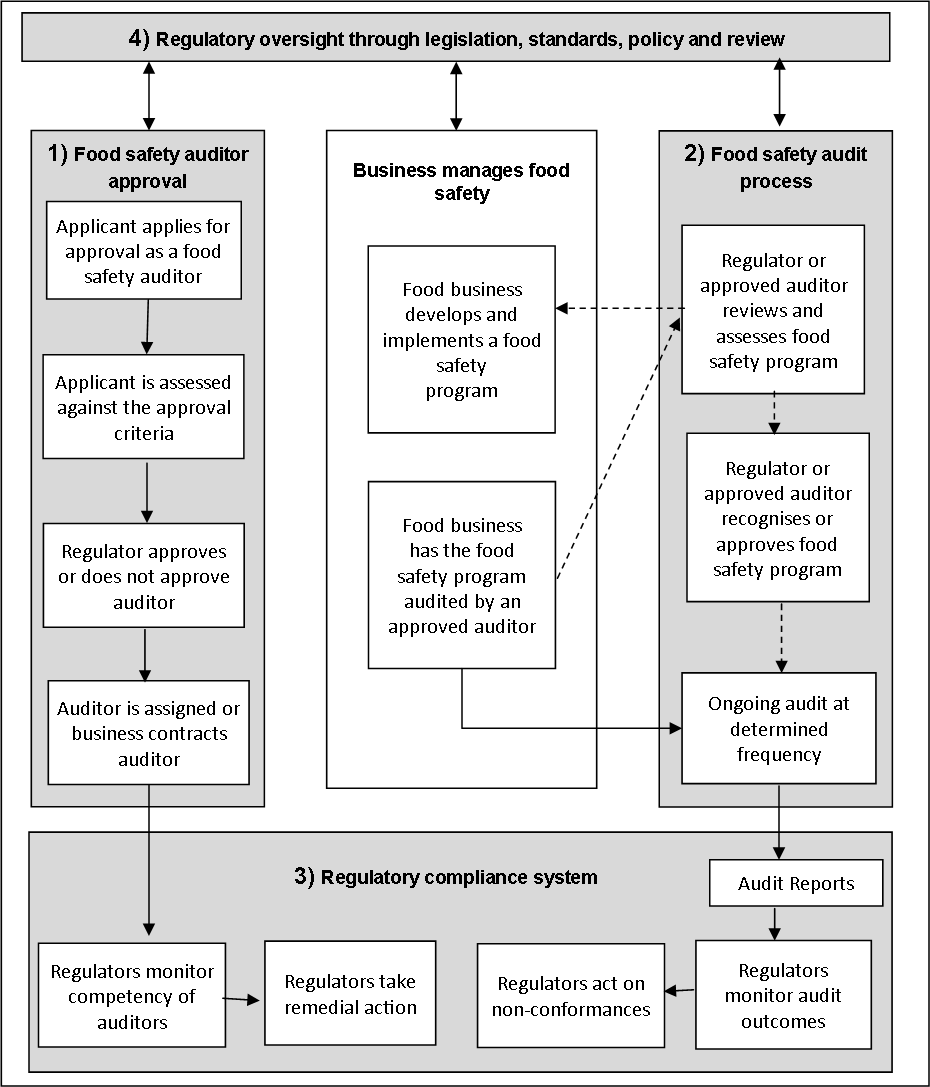 4) Regulatory oversight through legislation, standards, policy and review
1) Food safety auditor
approval
Applicant applies for
approval as a food
safety auditor
Applicant is assessed
against the approval
criteria
Regulator approves
or does not approve
auditor
Auditor is assigned or
business contracts
auditor
Business manages food
safety
Food business
develops and
implements a food
safety
program
Food business
has the food
safety program
audited by an
approved auditor
2) Food safety audit
process
Regulator or
approved auditor
reviews and
assesses food
safety program
Regulator or
approved auditor
recognises or
approves food
safety program
Ongoing audit at
determined
frequency
3) Regulatory compliance system
Audit Reports
Regulators monitor
competency of
auditors
Regulators take
remedial action
Regulators act on
non-conformances
Regulators
monitor audit
outcomes